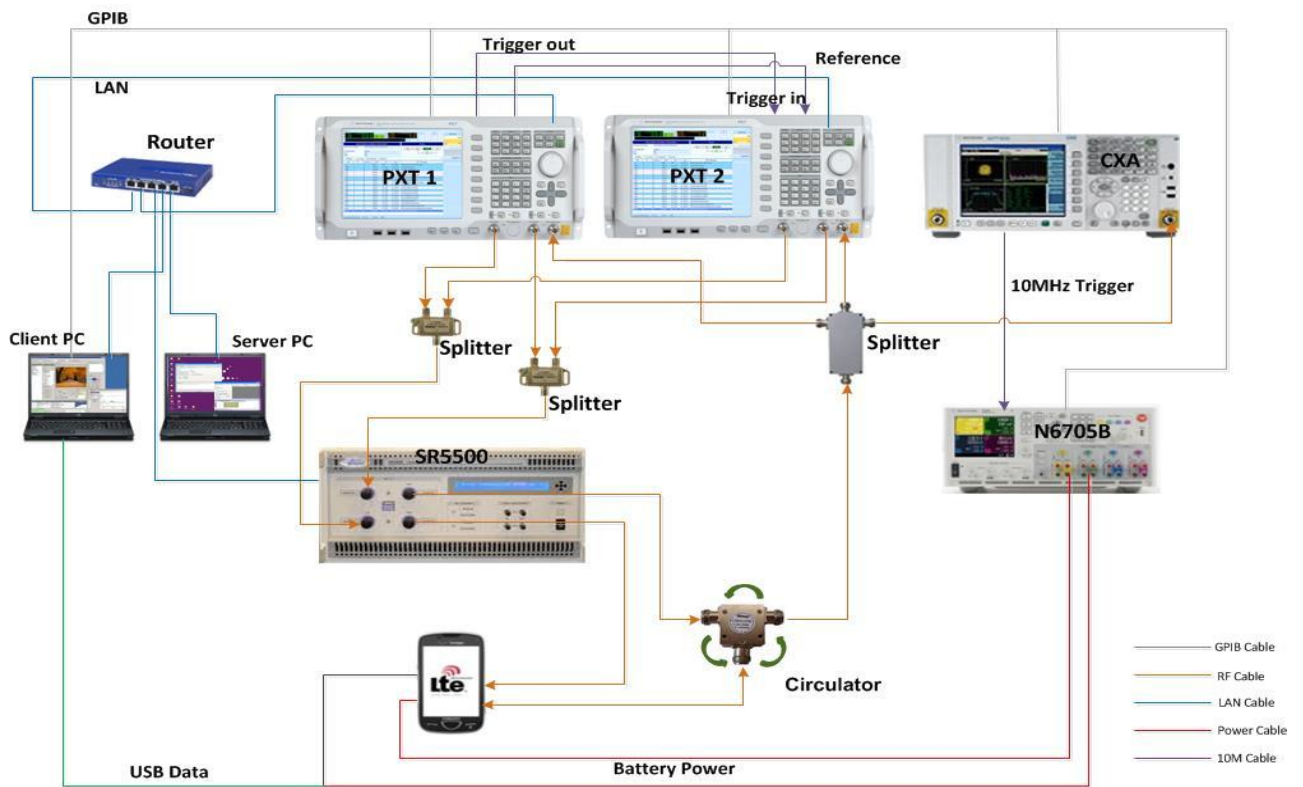 GPIB
Trigger out
Reference
LAN
Trigger in
Router
PXT 1
PXT 2
CXA
10MHz Trigger
Client PC
Server PC
Splitter
Splitter
Splitter
N6705B
SR5500
Lte
Circulator
GPIB Cable
RF Cable
LAN Cable
Power Cable
10M Cable
USB Data
Battery Power